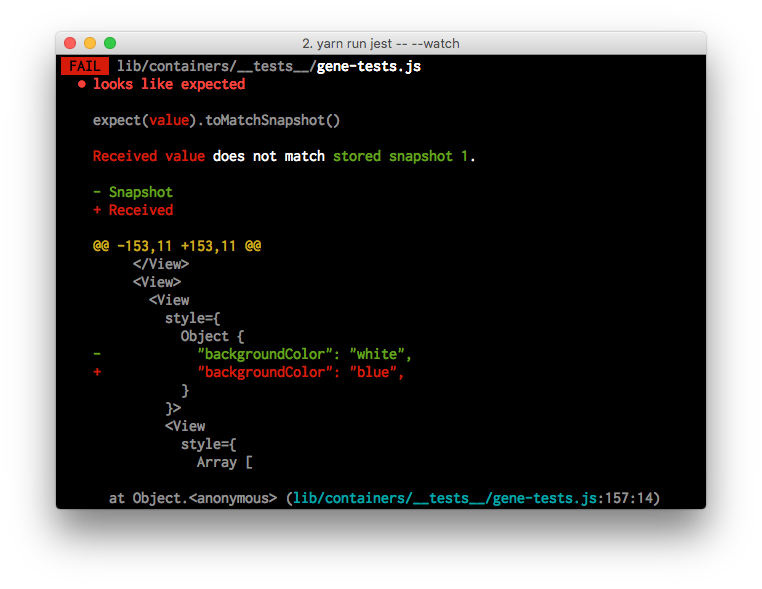 2. yarn run jest -- --watch
FAIL lib/containers/__tests__/gene-tests.js
● looks like expected
expect(value).toMatchSnapshot()
Received value does not match stored snapshot 1.
- Snapshot
+ Received
@@ -153,11 +153,11 @@
</View>
<View>
<View
style={
Object {
- "backgroundColor": "white",
+ "backgroundColor": "blue",
}
}>
<View
style={
Array [
at Object.<anonymous> (lib/containers/__tests__/gene-tests.js:157:14)